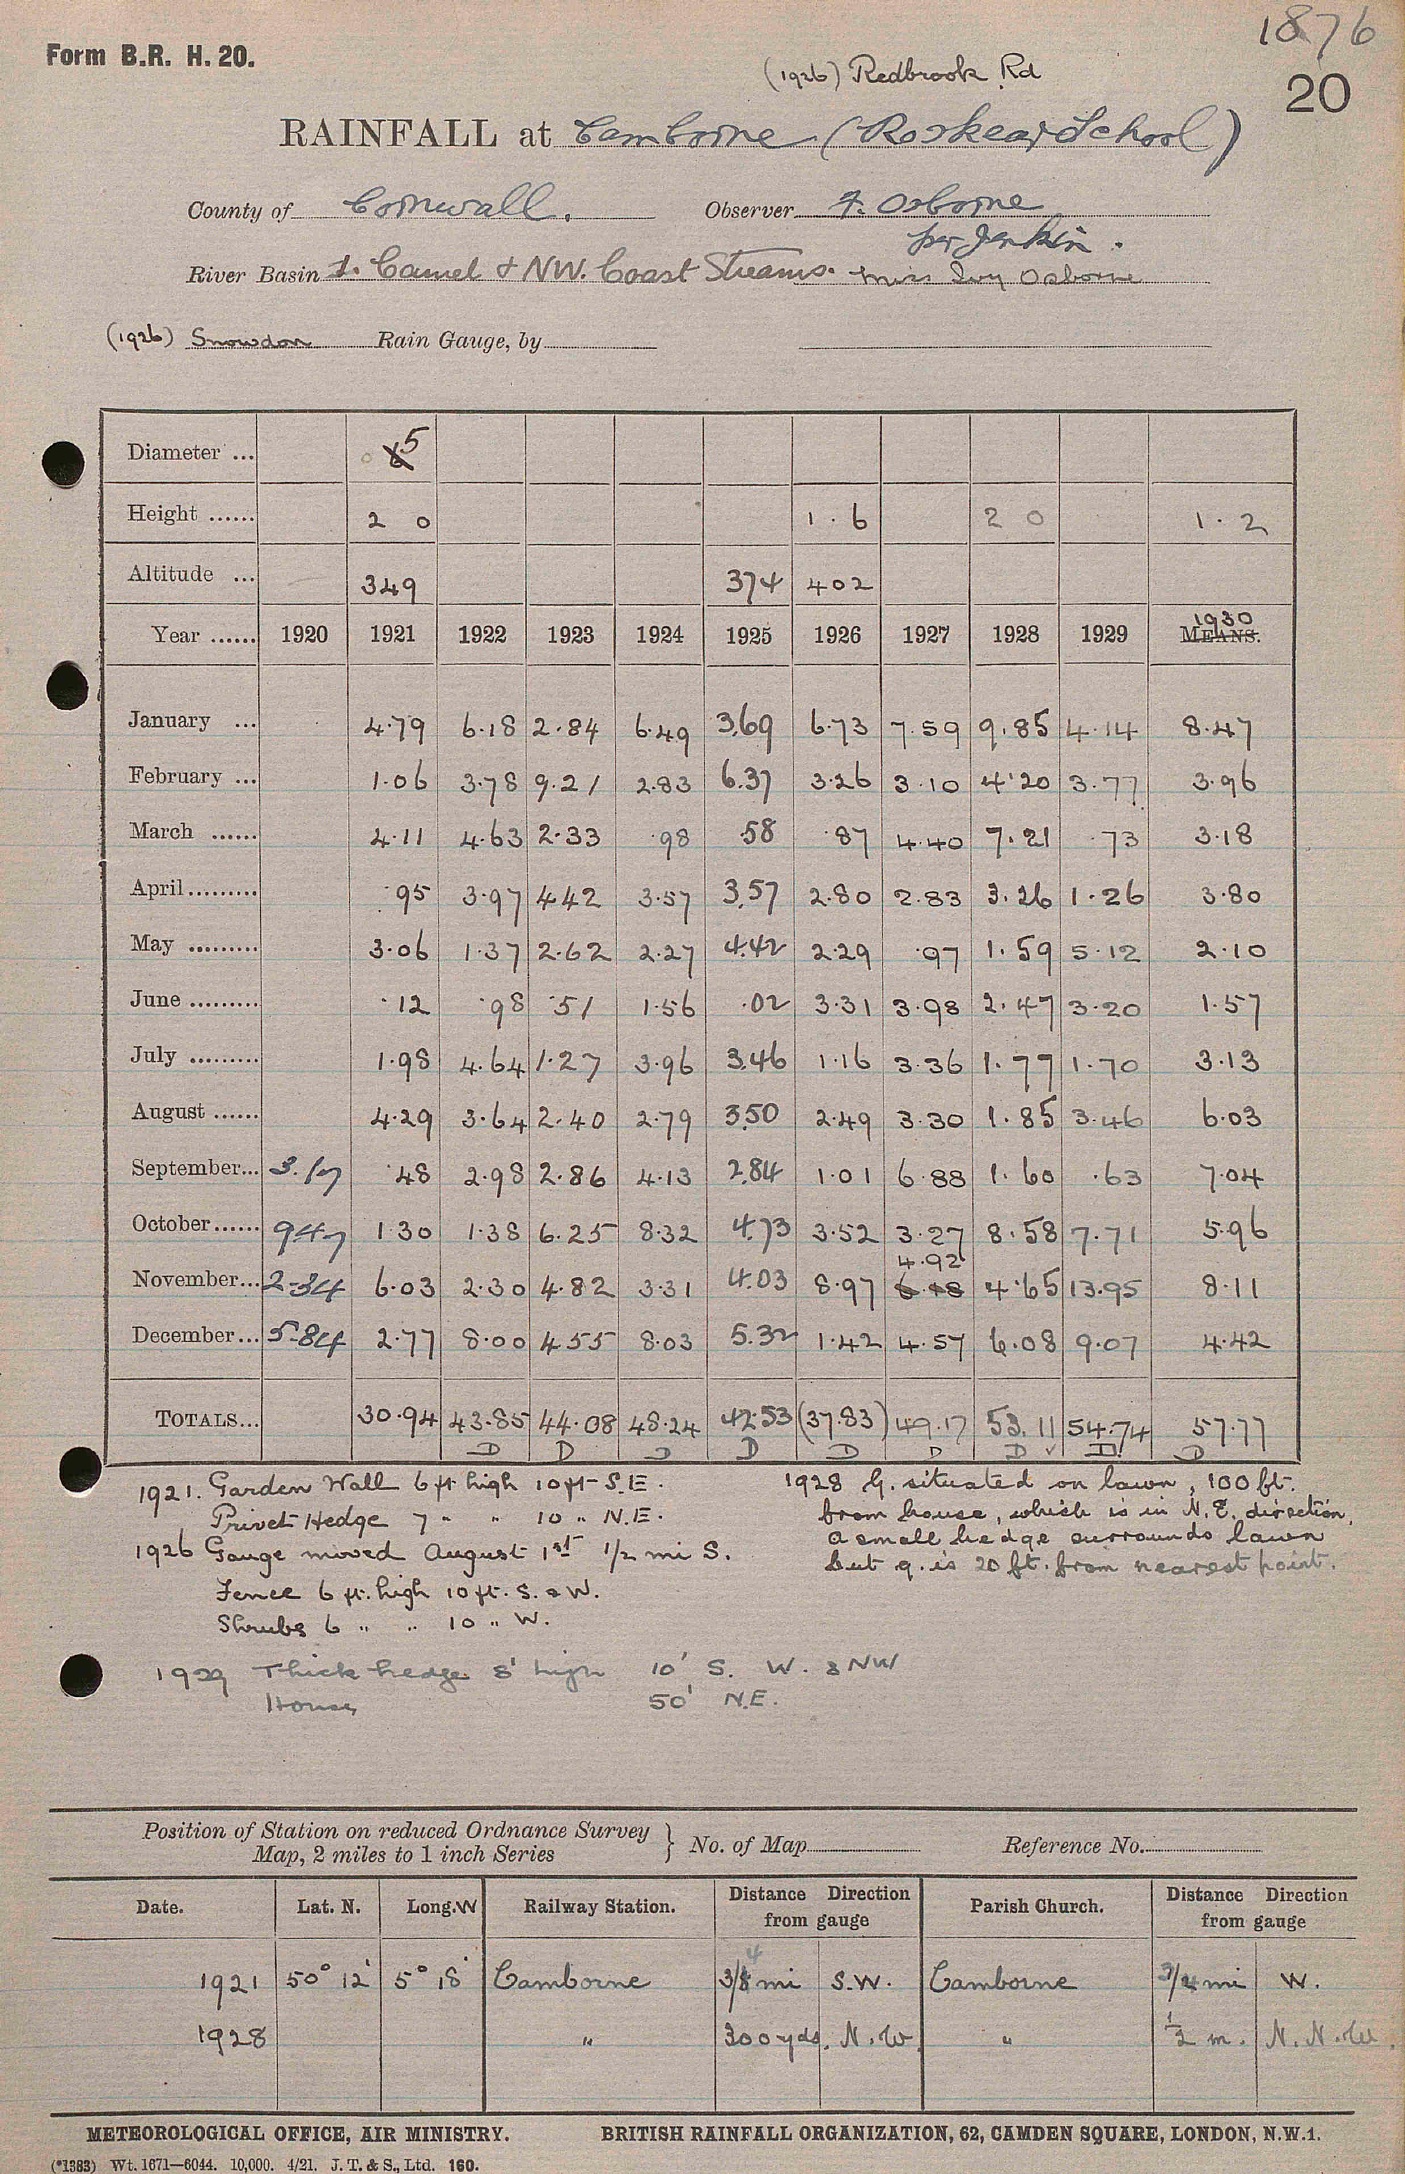 1876
Form B.R. H. 20.
(1926) Redbrook Rd
20
RAINFALL at Camborne (Roskear School)
County of Cornwall. Observer F. Osborne
per Jenkin.
River Basin 1. Camel & NW. Coast Streams. Miss Ivy Osborne
(1926) Snowdon Rain Gauge, by
Diameter ... 5
Height ...... 2 0 1.6 2 0 1.2
Altitude ... 349 374 402
1930
Year ...... 1920 1921 1922 1923 1924 1925 1926 1927 1928 1929 MEANS.
January ... 4.79 6.18 2.84 6.49 3.69 6.73 7.59 9.85 4.14 8.47
February ... 1.06 3.78 9.21 2.83 6.37 3.26 3.10 4.20 3.77 3.96
March ...... 4.11 4.63 2.33 .98 .58 .87 4.40 7.21 .73 3.18
April......... .95 3.97 4.42 3.57 3.57 2.80 2.83 3.26 1.26 3.80
May ......... 3.06 1.37 2.62 2.27 4.42 2.29 .97 1.59 5.12 2.10
June ......... .12 .98 .51 1.56 .02 3.31 3.98 2.47 3.20 1.57
July ......... 1.98 4.64 1.27 3.96 3.46 1.16 3.36 1.77 1.70 3.13
August ...... 4.29 3.64 2.40 2.79 3.50 2.49 3.30 1.85 3.46 6.03
September... 3.17 .48 2.98 2.86 4.13 2.84 1.01 6.88 1.60 .63 7.04
October...... 9.47 1.30 1.38 6.25 8.32 4.73 3.52 3.27 8.58 7.71 5.96
4.92
November... 2-34 6.03 2.30 4.82 3.31 4.03 8.97 4.65 13.95 8.11
December... 5-84 2.77 8.00 4.55 8.03 5.32 1.42 4.57 6.08 9.07 4.42
TOTALS... 30.94 43.85 44.08 48.24 42.53 (37.83) 49.17 53.11 54.74 57.77
D D D D D D D ✓ D D
1921. Garden Wall 6 ft high 10 ft S.E.
Privet Hedge 7 " " 10 " N.E.
1926 Gauge moved August 1st 1/2 mi S.
Fence 6 ft. high 10 ft. S. & W.
Shrubs 6 " " 10 " W.
1928 G. situated on lawn, 100 ft.
from house, which is in N.E. direction,
a small hedge surrounds lawn
but g. is 20 ft. from nearest point.
1929 Thick hedge 8' high 10' S. W. & NW
House 50' N.E.
Position of Station on reduced Ordnance Survey
Map, 2 miles to 1 inch Series } No. of Map Reference No.
Date. Lat. N. Long. W Railway Station. Distance Direction from gauge Parish Church. Distance Direction from gauge
4
1921 50° 12' 5° 18' Camborne 3/8 mi S.W. Camborne 3/4 mi W.
1928 " 300 yds. N.W. " 1/2 m. N.N.W.
METEOROLOGICAL OFFICE, AIR MINISTRY. BRITISH RAINFALL ORGANIZATION, 62, CAMDEN SQUARE, LONDON, N.W.1.
(*1383) Wt. 1671—6044. 10,000. 4/21. J. T. & S., Ltd. 160.